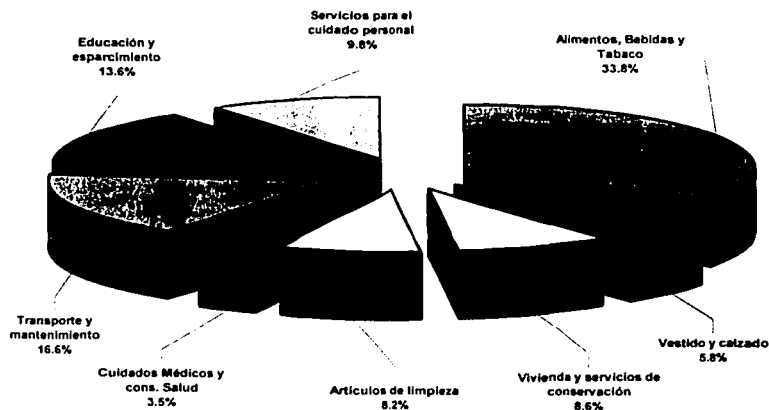 Servicios para el
cuidado personal
9.8%
Educación y
esparcimiento
13.6%
Alimentos, Bebidas y
Tabaco
33.8%
Transporte y
mantenimiento
16.6%
Cuidados Médicos y
cons. Salud
3.5%
Artículos de limpieza
8.2%
Vivienda y servicios de
conservación
8.6%
Vestido y calzado
5.8%